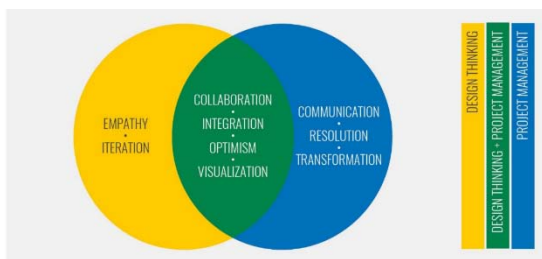 EMPATHY
•
ITERATION
COLLABORATION
•
INTEGRATION
•
OPTIMISM
•
VISUALIZATION
COMMUNICATION
•
RESOLUTION
•
TRANSFORMATION
DESIGN THINKING
DESIGN THINKING + PROJECT MANAGEMENT
PROJECT MANAGEMENT